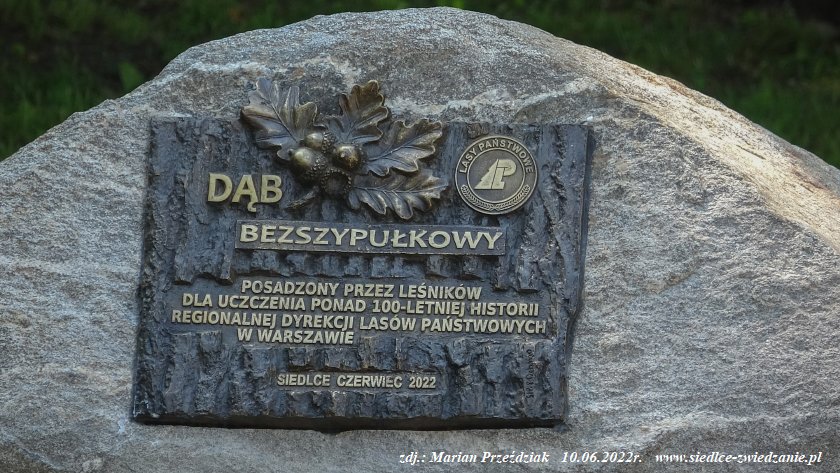 DĄB
LASY PAŃSTWOWE
BEZSZYPUŁKOWY
POSADZONY PRZEZ LEŚNIKÓW
DLA UCZCZENIA PONAD 100-LETNIEJ HISTORII
REGIONALNEJ DYREKCJI LASÓW PAŃSTWOWYCH
W WARSZAWIE
SIEDLCE CZERWIEC 2022
zdj.: Marian Przeździak 10.06.2022r. www.siedlce-zwiedzanie.pl